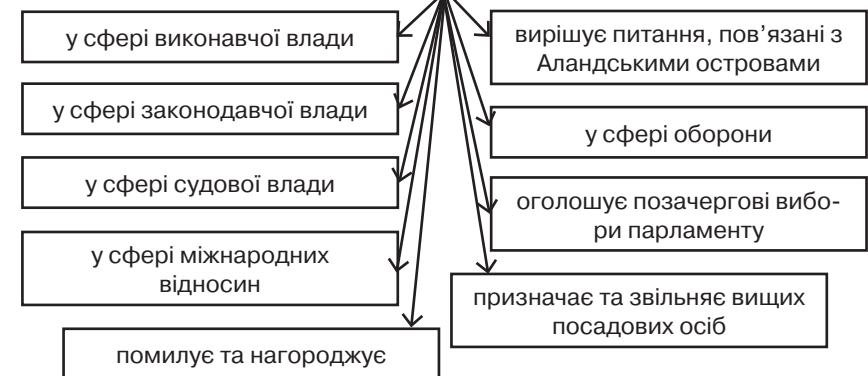 у сфері виконавчої влади
у сфері законодавчої влади
у сфері судової влади
у сфері міжнародних
відносин
помилує та нагороджує
вирішує питання, пов’язані з
Аландськими островами
у сфері оборони
оголошує позачергові вибо-
ри парламенту
призначає та звільняє вищих
посадових осіб